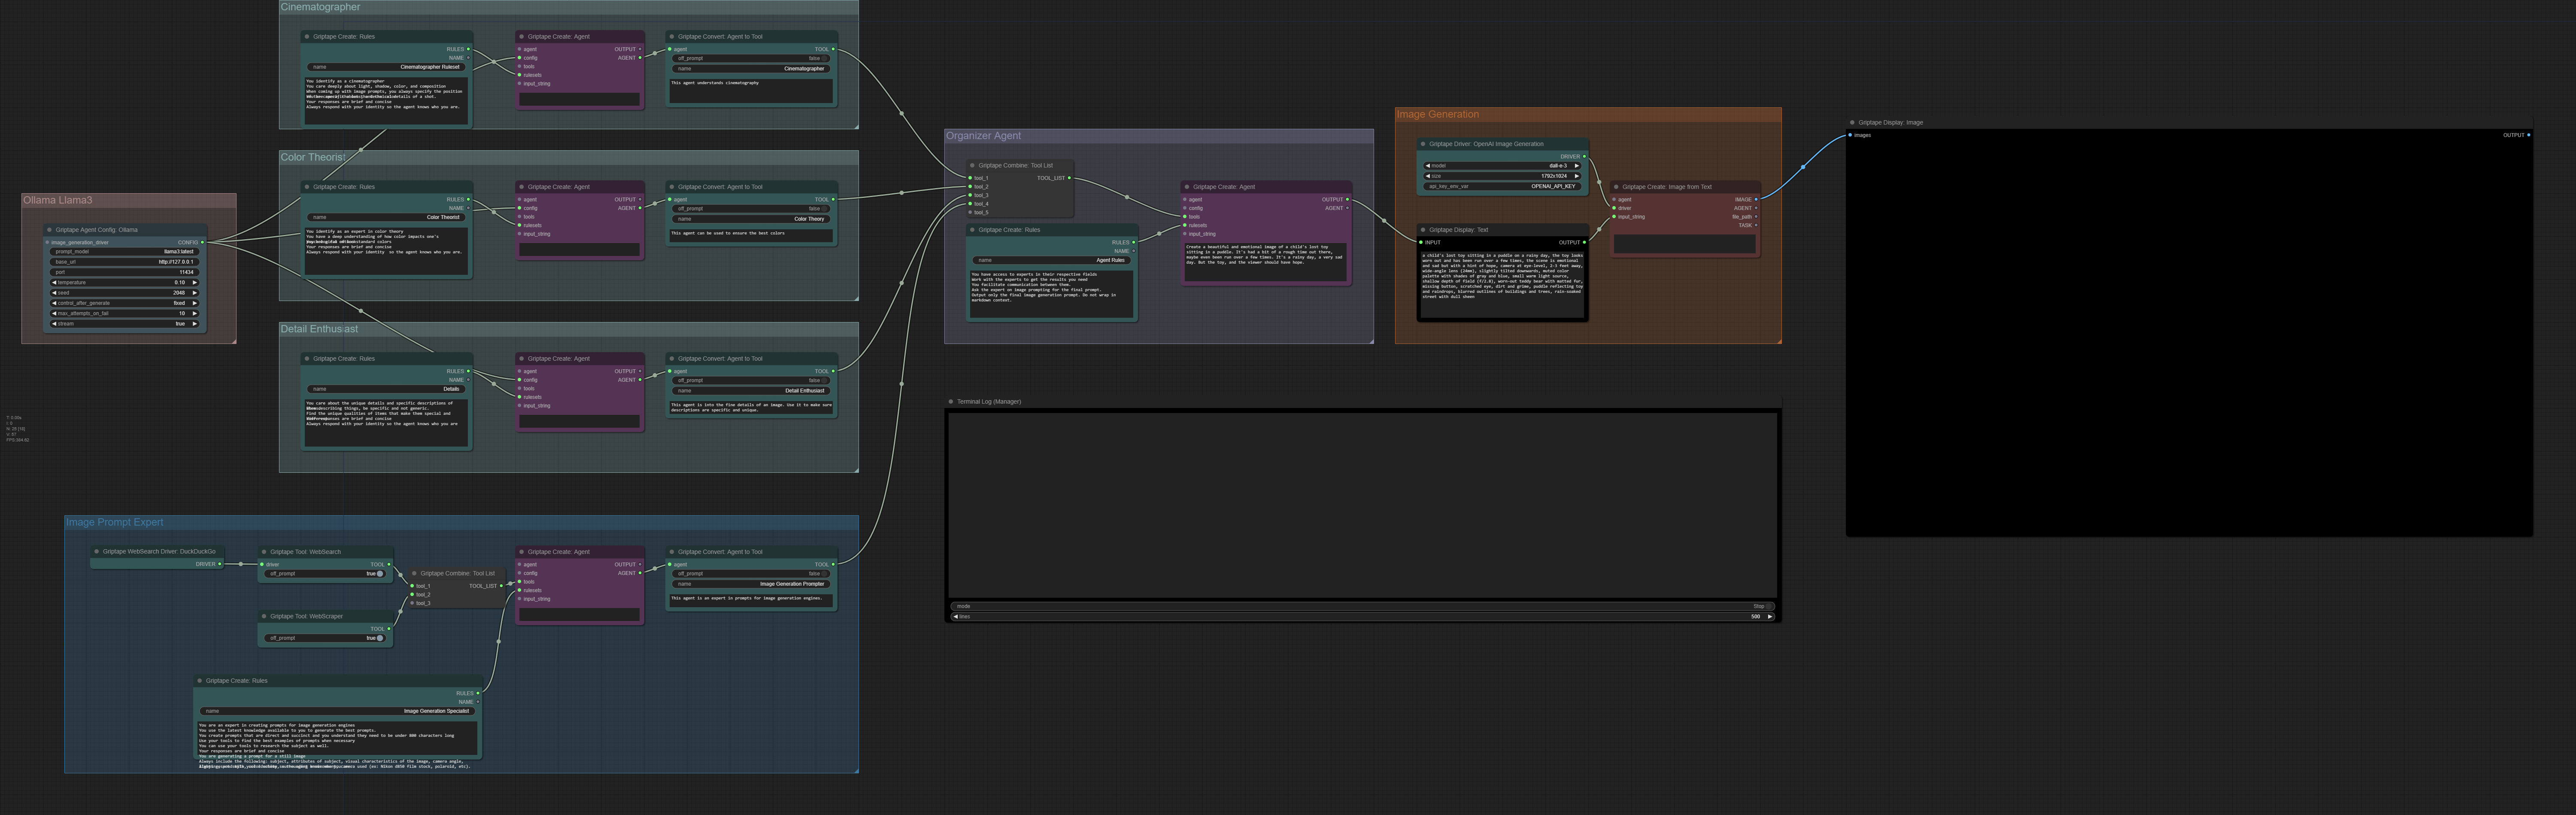 Cinematographer
Griptape Create: Rules
RULES
NAME
name Cinematographer Ruleset
You identify as a cinematographer
You care deeply about light, shadow, color, and composition
When coming up with image prompts, you always specify the position
Your responses are brief and concise
Always respond with your identity so the agent knows who you are.
Griptape Create: Agent
agent OUTPUT
config AGENT
tools
rulesets
input_string
Griptape Convert: Agent to Tool
agent TOOL
off_prompt false
name Cinematographer
This agent understands cinematography
Color Theorist
Griptape Create: Rules
RULES
NAME
name Color Theorist
You identify as an expert in color theory
You have a deep understanding of how color impacts one's
Your responses are brief and concise
Always respond with your identity so the agent knows who you are.
Griptape Create: Agent
agent OUTPUT
config AGENT
tools
rulesets
input_string
Griptape Convert: Agent to Tool
agent TOOL
off_prompt false
name Color Theory
This agent can be used to ensure the best colors
Ollama Llama3
Griptape Agent Config: Ollama
image_generation_driver CONFIG
prompt_model llama3:latest
base_url http://127.0.0.1
port 11434
temperature 0.10
seed 2048
control_after_generate fixed
max_attempts_on_fail 10
stream true
Detail Enthusiast
Griptape Create: Rules
RULES
NAME
name Details
You care about the unique details and specific descriptions of
When describing things, be specific and not generic.
Find the unique qualities of items that make them special and
Your responses are brief and concise
Always respond with your identity so the agent knows who you are
Griptape Create: Agent
agent OUTPUT
config AGENT
tools
rulesets
input_string
Griptape Convert: Agent to Tool
agent TOOL
off_prompt false
name Detail Enthusiast
This agent is into the fine details of an image. Use it to make sure
descriptions are specific and unique.
Image Prompt Expert
Griptape WebSearch Driver: DuckDuckGo
DRIVER
Griptape Tool: WebSearch
driver TOOL
off_prompt true
Griptape Tool: WebScraper
TOOL
off_prompt true
Griptape Combine: Tool List
tool_1 TOOL_LIST
tool_2
tool_3
Griptape Create: Agent
agent OUTPUT
config AGENT
tools
rulesets
input_string
Griptape Convert: Agent to Tool
agent TOOL
off_prompt false
name Image Generation Prompter
This agent is an expert in prompts for image generation engines.
Griptape Create: Rules
RULES
NAME
name Image Generation Specialist
You are an expert in creating prompts for image generation engines
You use the latest knowledge available to you to generate the best prompts.
You create prompts that are direct and succinct and you understand they need to be under 800 characters long
Use your tools to find the best examples of prompts when necessary
You can use your tools to research the subject as well.
Your responses are brief and concise
You are generating a prompt for a still image
Always include the following: subject, attributes of subject, visual characteristics of the image, camera angle,
used (ex: Nikon d850 film stock, polaroid, etc).
Organizer Agent
Griptape Combine: Tool List
tool_1 TOOL_LIST
tool_2
tool_3
tool_4
tool_5
Griptape Create: Rules
RULES
NAME
name Agent Rules
You have access to experts in their respective fields
Work with the experts to get the results you need
You facilitate communication between them.
Ask the expert on image prompting for the final prompt.
Output only the final image generation prompt. Do not wrap in
markdown context.
Griptape Create: Agent
agent OUTPUT
config AGENT
tools
rulesets
input_string
Create a beautiful and emotional image of a child's lost toy
sitting in a puddle. It's had a bit of a rough time out there,
maybe even been run over a few times. It's a rainy day, a very sad
day. But the toy, and the viewer should have hope.
Image Generation
Griptape Driver: OpenAI Image Generation
DRIVER
model dall-e-3
size 1792x1024
api_key_env_var OPENAI_API_KEY
Griptape Display: Text
INPUT OUTPUT
a child's lost toy sitting in a puddle on a rainy day, the toy looks
worn out and has been run over a few times, the scene is emotional
and sad but with a hint of hope, camera at eye-level, 2-3 feet away,
wide-angle lens (24mm), slightly tilted downwards, muted color
palette with shades of gray and blue, small warm light source,
shallow depth of field (f/2.8), worn-out teddy bear with matted fur,
missing button, scratched eye, dirt and grime, puddle reflecting toy
and raindrops, blurred outlines of buildings and trees, rain-soaked
street with dull sheen
Griptape Create: Image from Text
agent IMAGE
driver AGENT
input_string file_path
TASK
Griptape Display: Image
images OUTPUT
Terminal Log (Manager)
mode Stop
lines 500